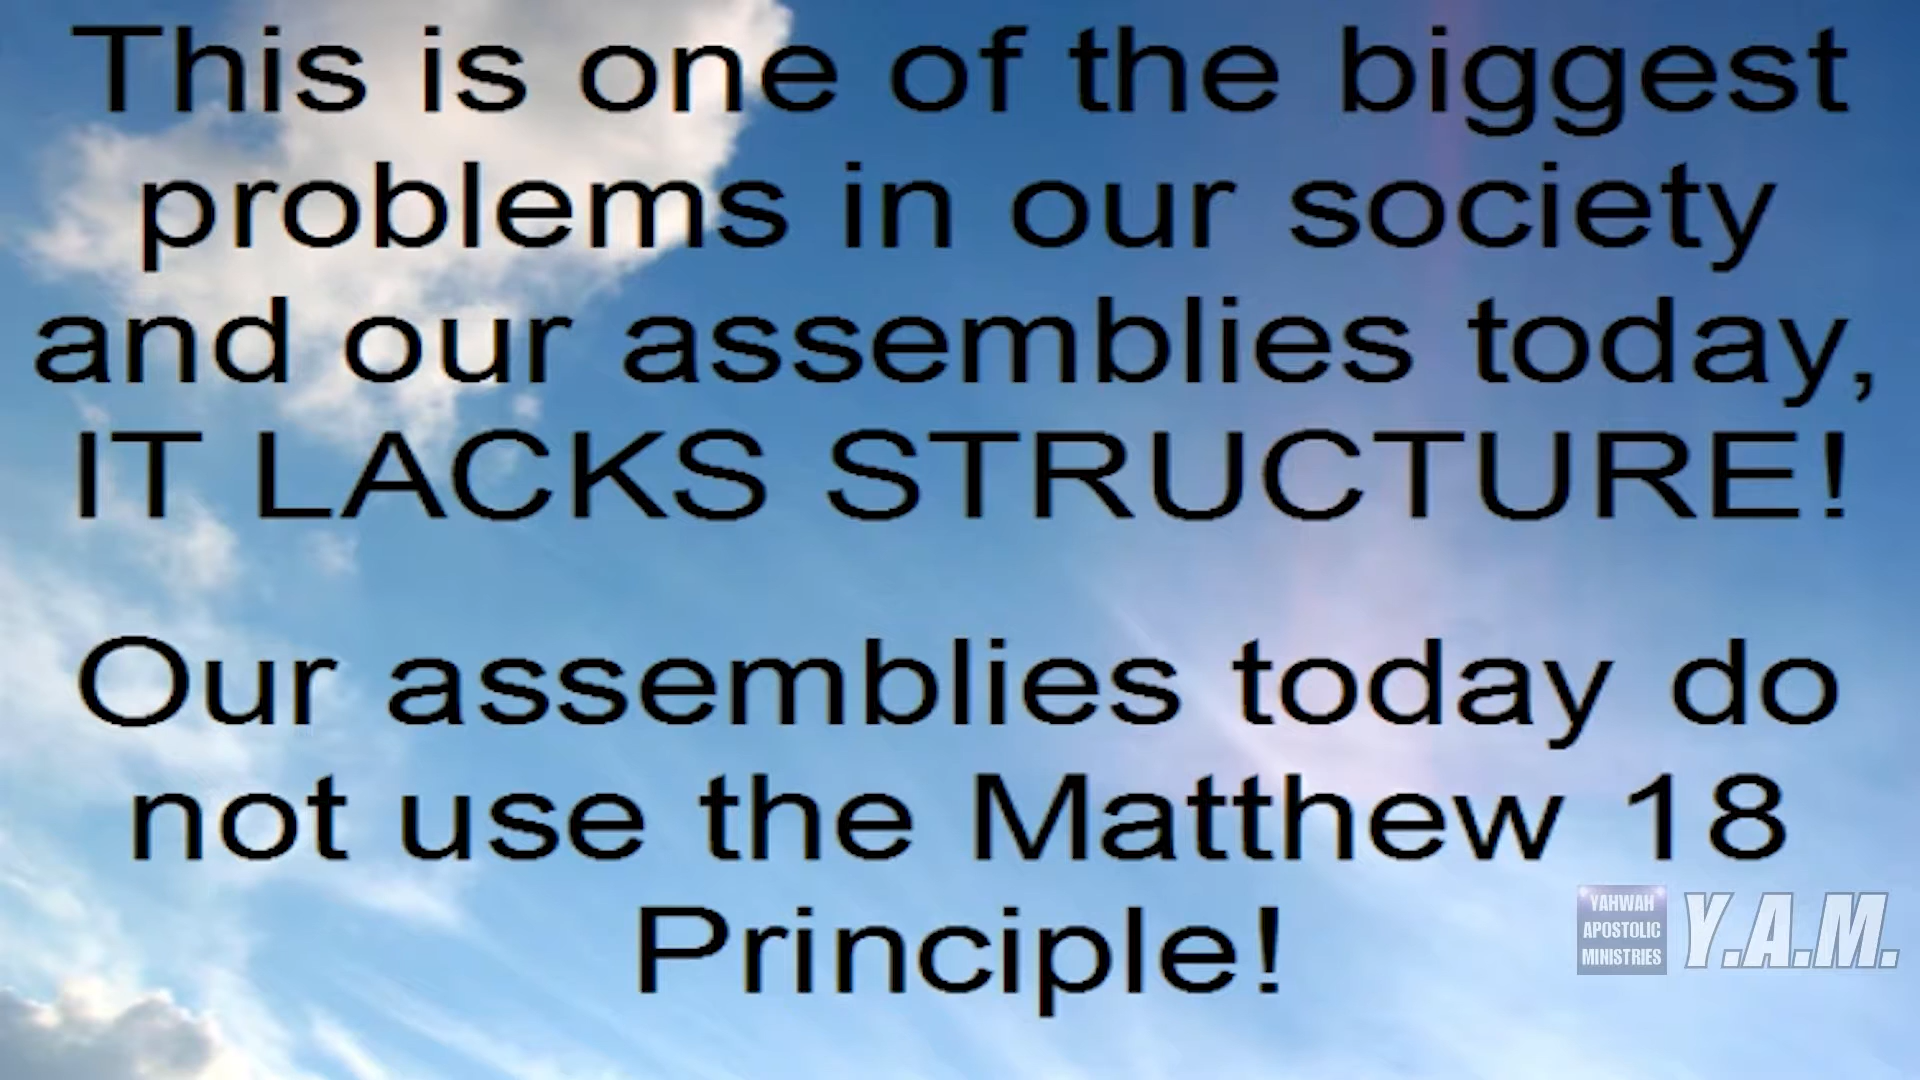 This is one of the biggest
problems in our society
and our assemblies today,
IT LACKS STRUCTURE!
Our assemblies today do
not use the Matthew 18
Principle!
YAHWAH
APOSTOLIC
MINISTRIES
Y.A.M.